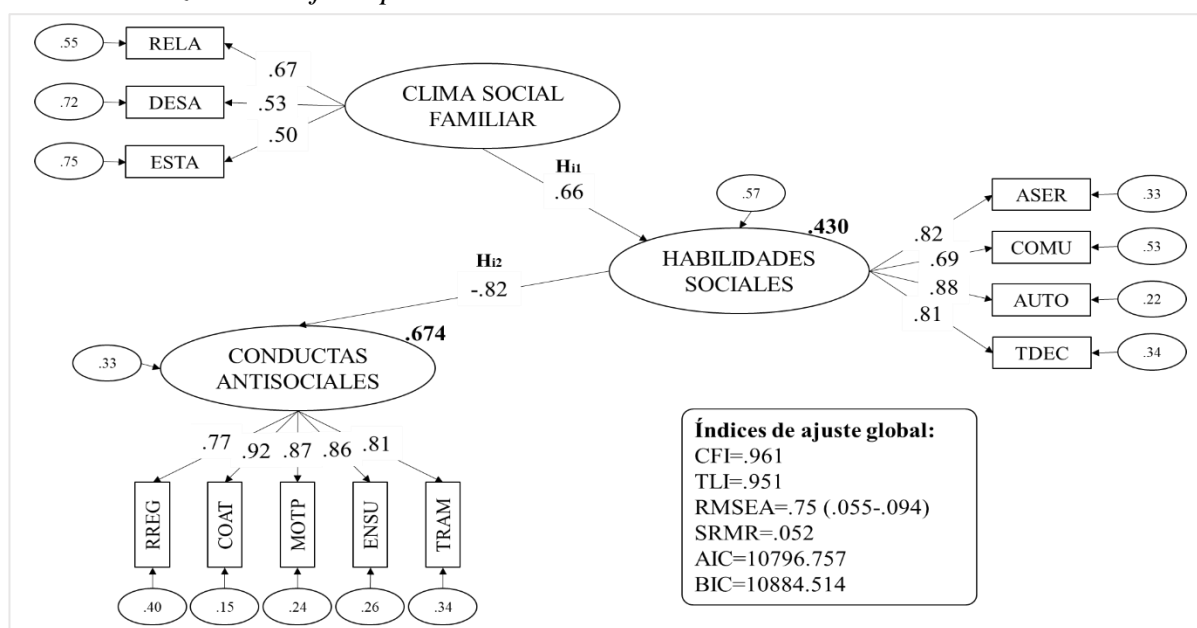 .55
RELA
.67
.72
DESA
.53
.75
ESTA
.50
CLIMA SOCIAL
FAMILIAR
Hi1
.66
.57
.430
HABILIDADES
SOCIALES
.82
ASER
.33
.69
COMU
.53
.88
AUTO
.22
.81
TDEC
.34
Hi2
-.82
.674
.33
CONDUCTAS
ANTISOCIALES
.77
.92
.87
.86
.81
RREG
COAT
MOTP
ENSU
TRAM
.40
.15
.24
.26
.34
Índices de ajuste global:
CFI=.961
TLI=.951
RMSEA=.75 (.055-.094)
SRMR=.052
AIC=10796.757
BIC=10884.514